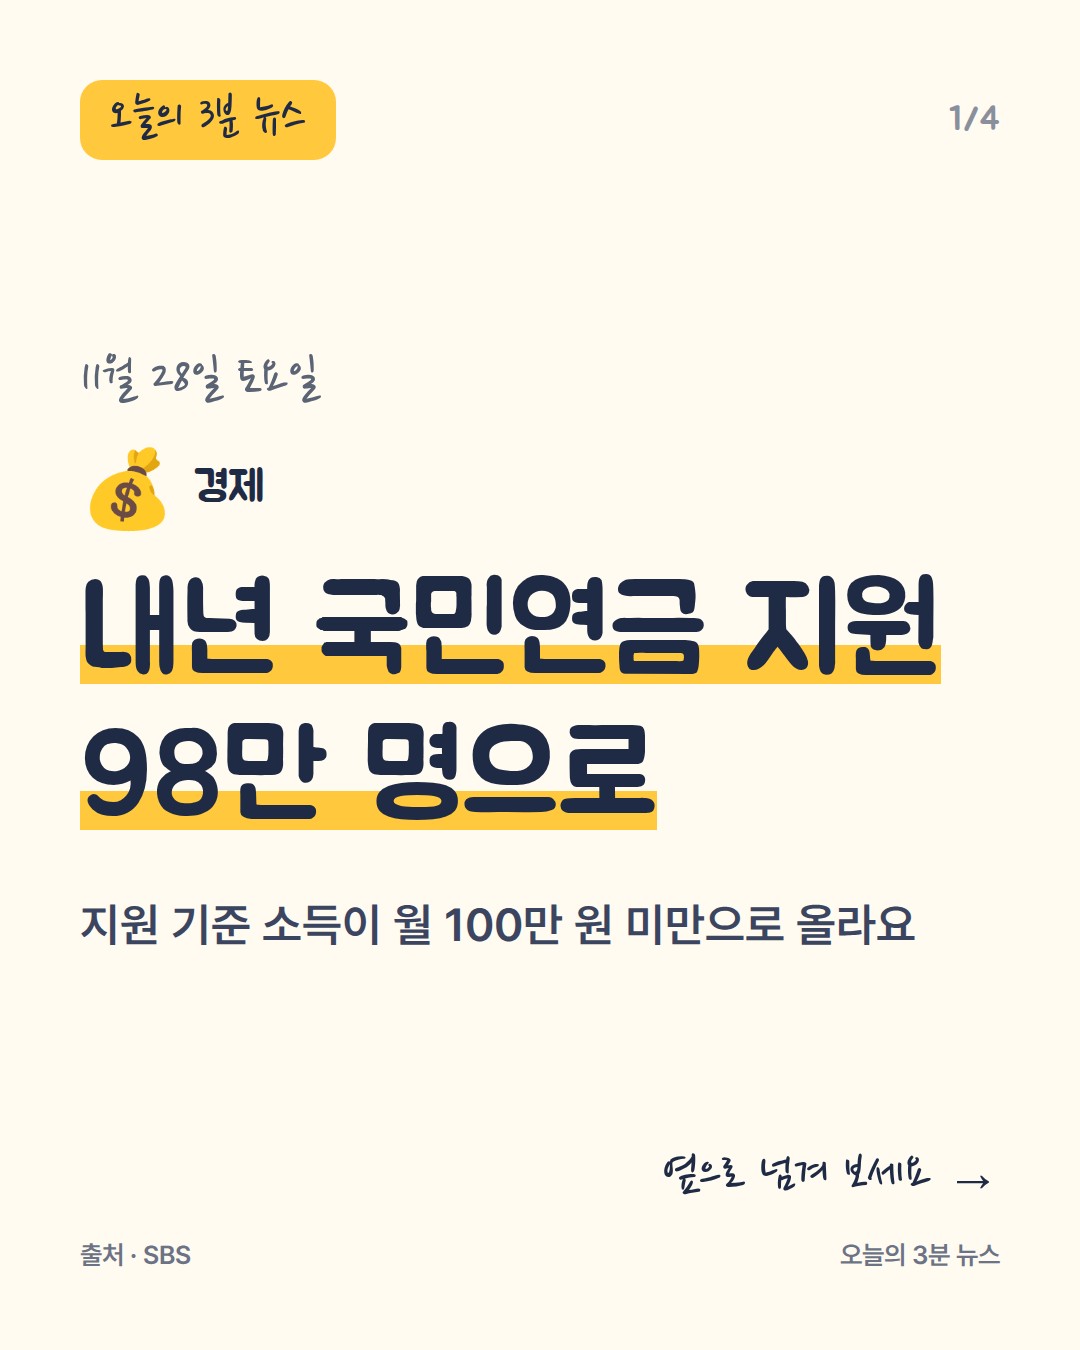 오늘의 3분 뉴스
1/4
11월 28일 토요일
경제
내년 국민연금 지원
98만 명으로
지원 기준 소득이 월 100만 원 미만으로 올라요
옆으로 넘겨 보세요 →
출처 · SBS
오늘의 3분 뉴스